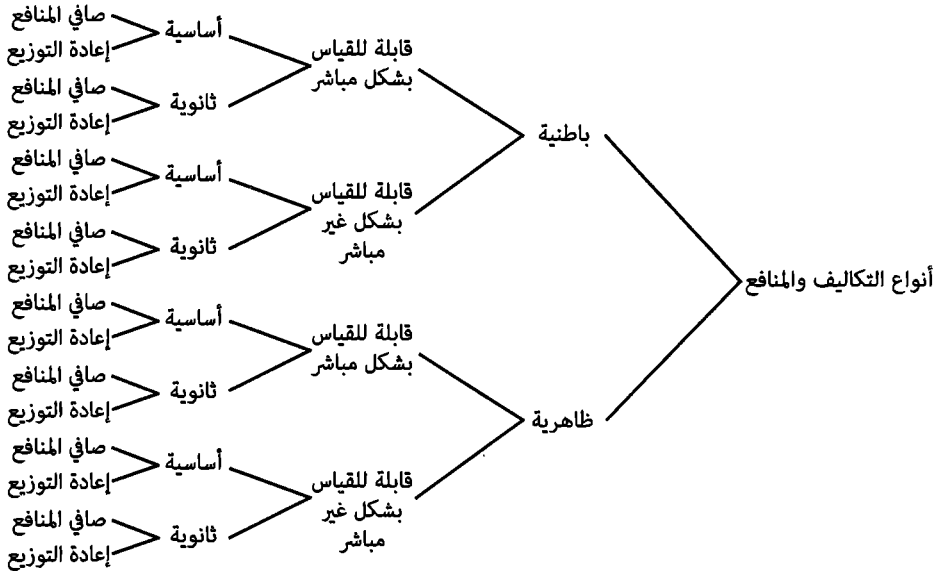 أنواع التكاليف والمنافع
باطنية
قابلة للقياس
بشكل مباشر
أساسية
صافي المنافع
إعادة التوزيع
ثانوية
صافي المنافع
إعادة التوزيع
قابلة للقياس
بشكل غير
مباشر
أساسية
صافي المنافع
إعادة التوزيع
ثانوية
صافي المنافع
إعادة التوزيع
ظاهرية
قابلة للقياس
بشكل مباشر
أساسية
صافي المنافع
إعادة التوزيع
ثانوية
صافي المنافع
إعادة التوزيع
قابلة للقياس
بشكل غير
مباشر
أساسية
صافي المنافع
إعادة التوزيع
ثانوية
صافي المنافع
إعادة التوزيع